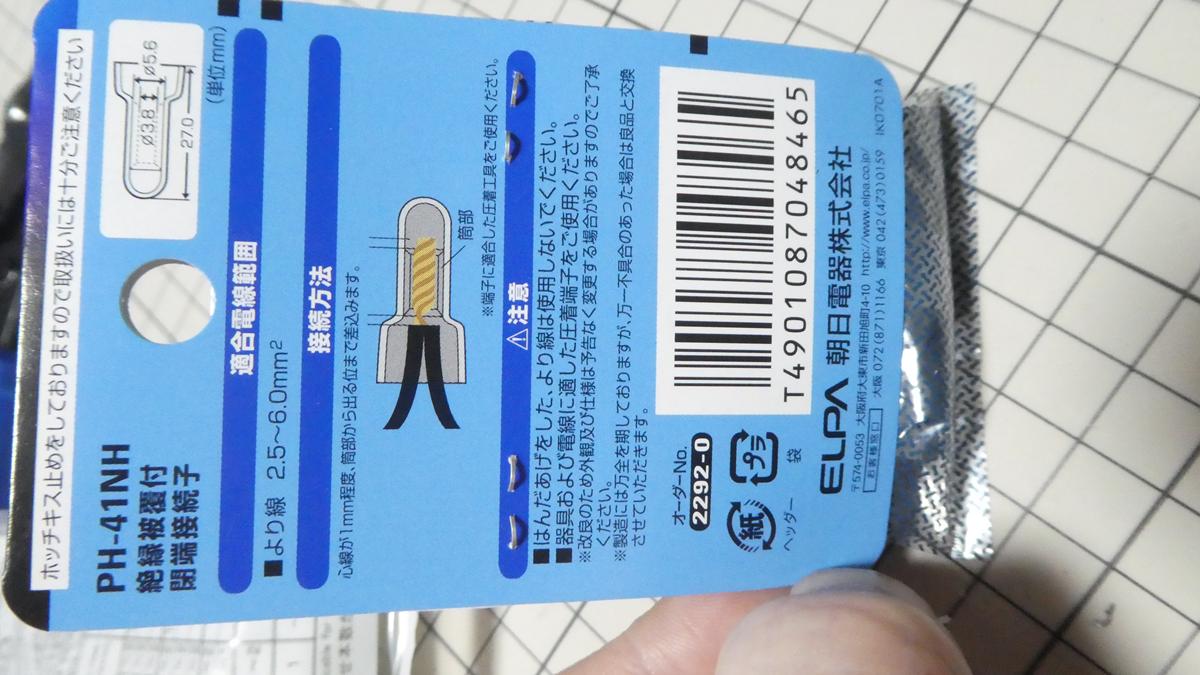 ホッチキス止めをしておりますので取扱いには十分ご注意ください
PH-41NH
絶縁被覆付
閉端接続子
ø5.6
ø3.8
27.0
(単位mm)
適合電線範囲
■より線 2.5〜6.0mm²
接続方法
心線が1mm程度、筒部から出る位まで差込みます。
筒部
※端子に適合した圧着工具をご使用ください。
⚠注意
■はんだあげをした、より線は使用しないでください。
■器具および電線に適した圧着端子をご使用ください。
※改良のため外観及び仕様は予告なく変更する場合がありますのでご了承
ください。
※製造には万全を期しておりますが、万一不具合のあった場合は良品と交換
させていただきます。
オーダーNo.
2292-0
紙
ヘッダー
プラ
袋
T4901087048465
ELPA 朝日電器株式会社
〒574-0053 大阪府大東市新田旭町4-10 http://www.elpa.co.jp/
お客様窓口 大阪 072(871)1166 東京 042(473)0159 IK0701A